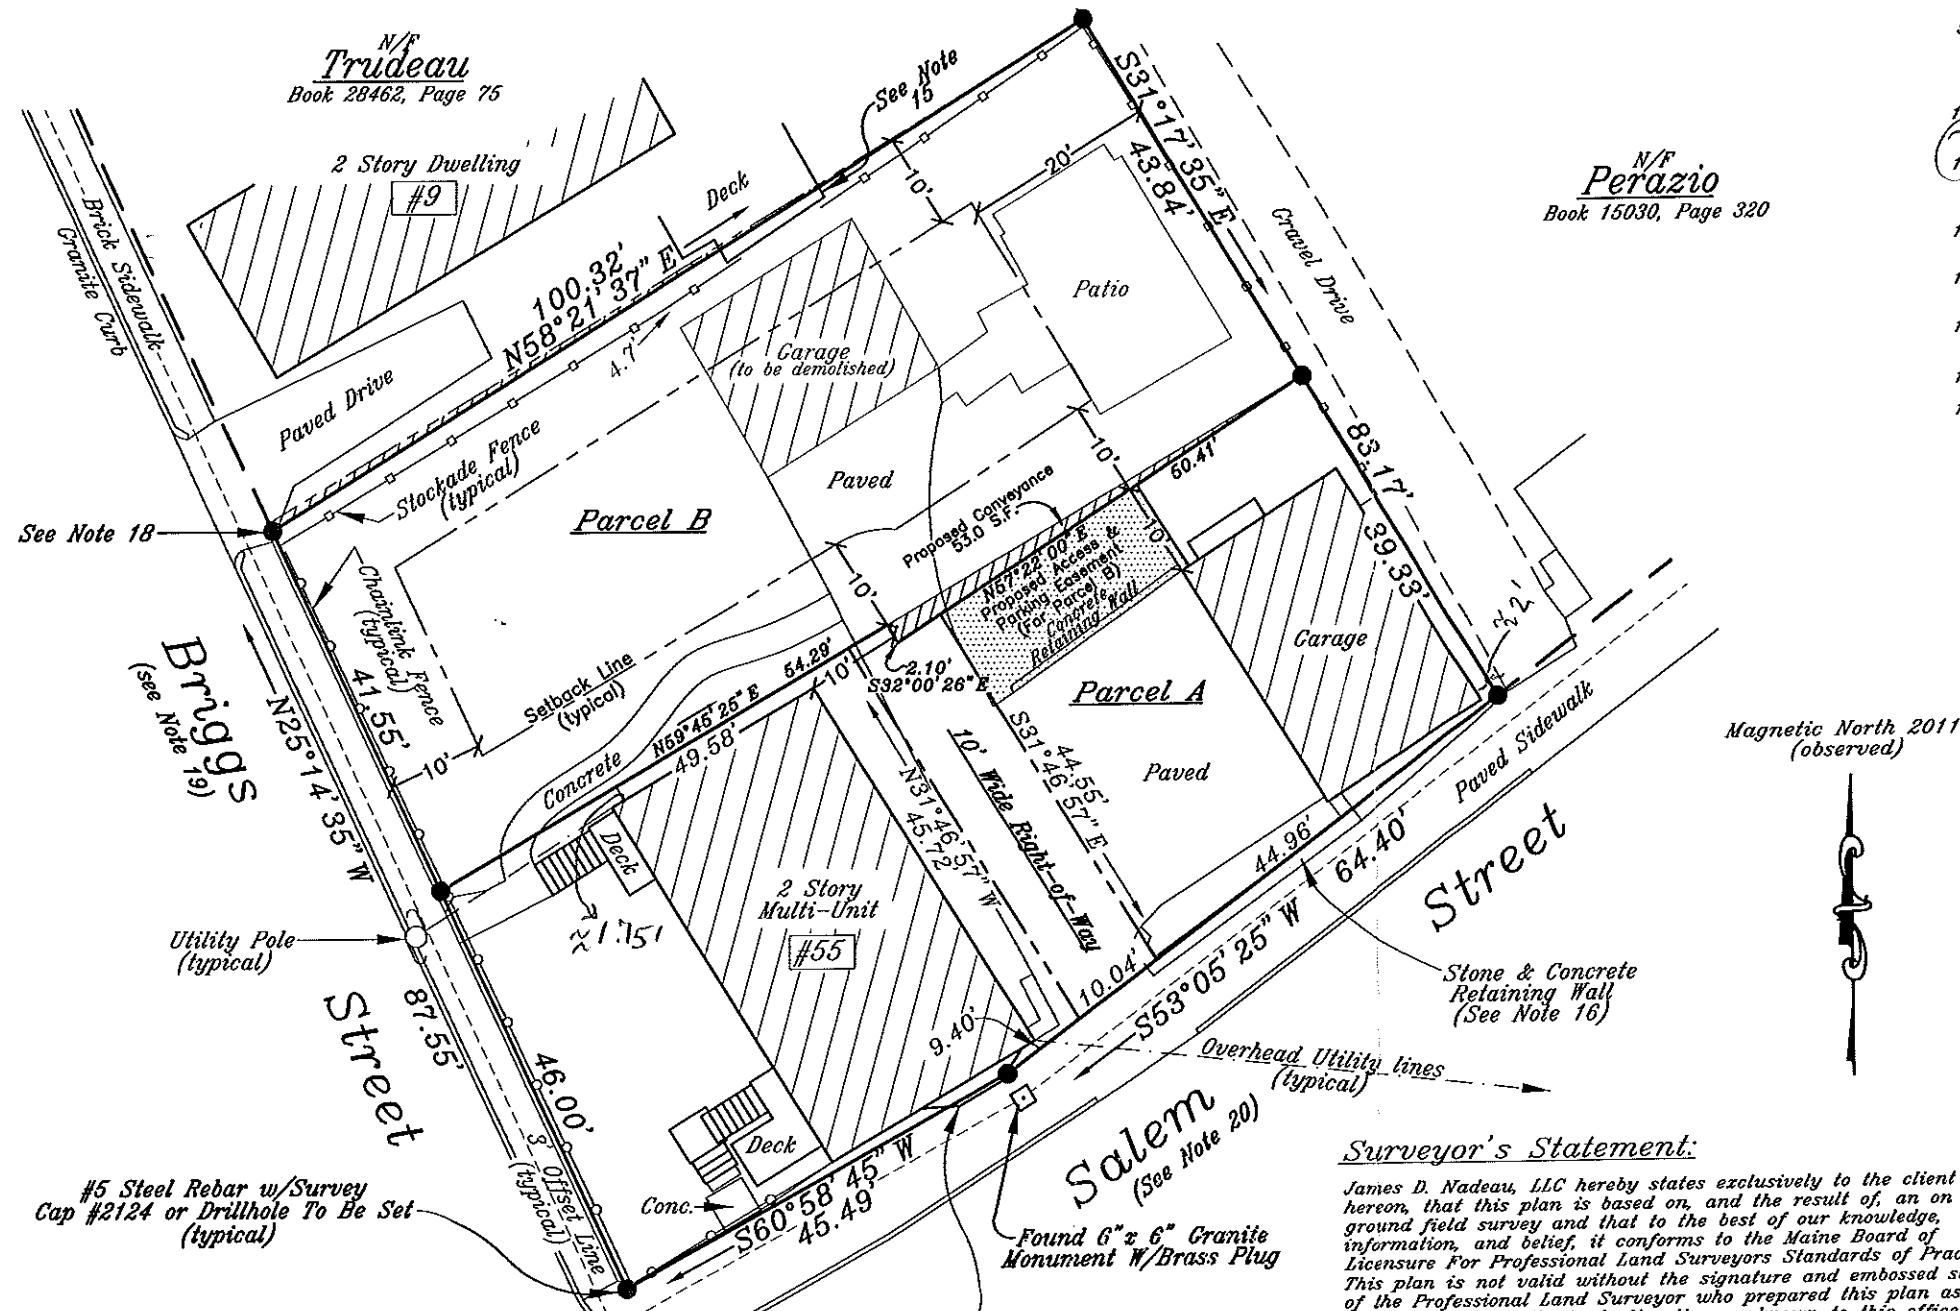 N/F
Trudeau
Book 28462, Page 75
2 Story Dwelling
#9
See Note
15
Deck
10'
20'
S31°17'35"E
43.84'
Gravel Drive
N/F
Perazio
Book 15030, Page 320
Brick Sidewalk
Granite Curb
100.32'
N58°21'37" E
4.7'
Garage
(to be demolished)
Patio
Paved Drive
Stockade Fence
(typical)
Paved
10'
60.41'
83.17'
See Note 18
Parcel B
Proposed Conveyance
53.0 S.F.
10'
N57°22'00"E
Proposed Access &
Parking Easement
(For Parcel B)
Concrete
Retaining Wall
39.33'
Chainlink Fence
(typical)
10'
Garage
≈2'
Briggs
(see Note 19)
41.55'
N25°14'35" W
Setback Line
(typical)
54.29'
10'
2.10'
S32°00'26"E
Parcel A
10'
Concrete
N59°45'25" E
49.58'
Paved
Paved Sidewalk
Magnetic North 2011
(observed)
N31°46'57" W
45.72'
10' Wide Right-of-Way
44.55'
S31°46'57" E
Deck
≈1.75'
2 Story
Multi-Unit
#55
44.96'
64.40'
Street
Utility Pole
(typical)
Stone & Concrete
Retaining Wall
(See Note 16)
10.04'
S53°05'25" W
9.40'
Overhead Utility lines
(typical)
Street
87.55'
46.00'
3' Offset Line
(typical)
Deck
Conc.
S60°58'45" W
45.49'
Salem
(See Note 20)
#5 Steel Rebar w/Survey
Cap #2124 or Drillhole To Be Set
(typical)
Found 6"x 6" Granite
Monument W/Brass Plug
Surveyor's Statement:
James D. Nadeau, LLC hereby states exclusively to the client
hereon, that this plan is based on, and the result of, an on
ground field survey and that to the best of our knowledge,
information, and belief, it conforms to the Maine Board of
Licensure For Professional Land Surveyors Standards of
This plan is not valid without the signature and embossed
of the Professional Land Surveyor who prepared this plan as